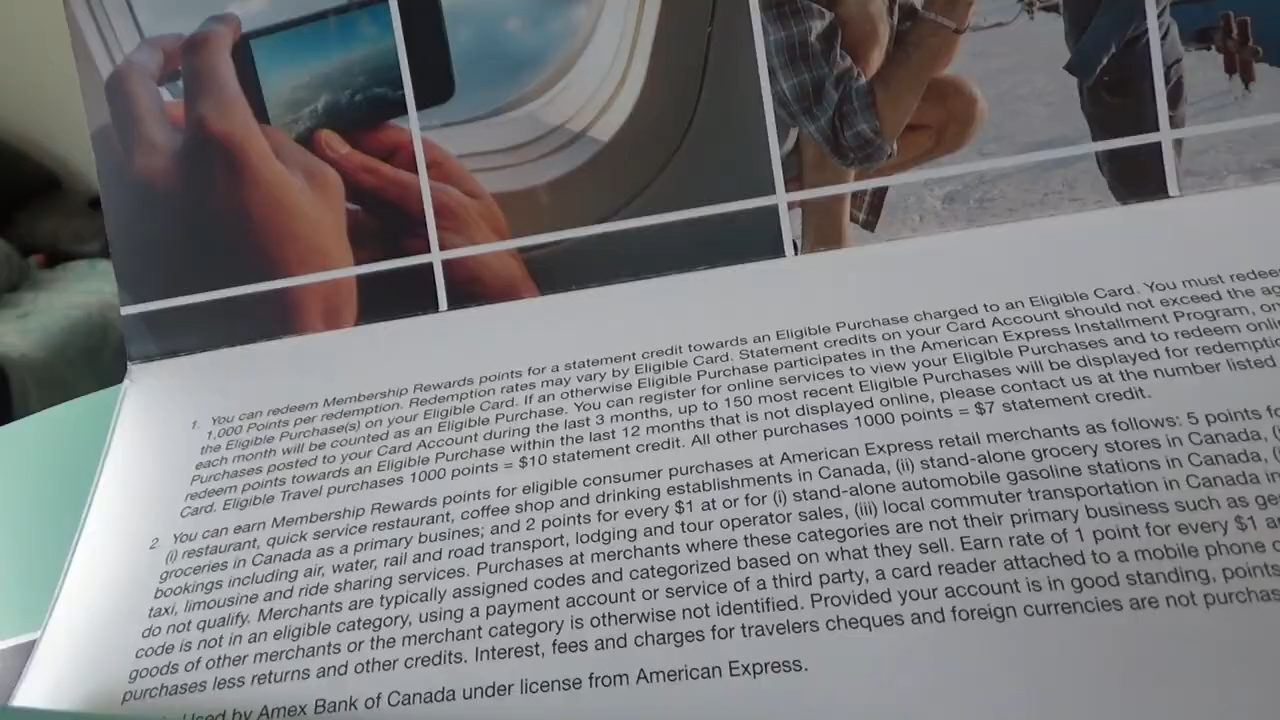 1. You can redeem Membership Rewards points for a statement credit towards an Eligible Purchase charged to an Eligible Card. You must redee
1,000 Points per redemption. Redemption rates may vary by Eligible Card. Statement credits on your Card Account should not exceed the
the Eligible Purchase(s) on your Eligible Card. If an otherwise Eligible Purchase participates in the American Express Installment Program, on
each month will be counted as an Eligible Purchase. You can register for online services to view your Eligible Purchases and to redeem onli
Purchases posted to your Card Account during the last 3 months, up to 150 most recent Eligible Purchases will be displayed for redempti
redeem points towards an Eligible Purchase within the last 12 months that is not displayed online, please contact us at the number listed
Card. Eligible Travel purchases 1000 points = $10 statement credit. All other purchases 1000 points = $7 statement credit.
2 You can earn Membership Rewards points for eligible consumer purchases at American Express retail merchants as follows: 5 points fo
(i) restaurant, quick service restaurant, coffee shop and drinking establishments in Canada, (ii) stand-alone grocery stores in Canada, (
groceries in Canada as a primary busines; and 2 points for every $1 at or for (i) stand-alone automobile gasoline stations in Canada, (
bookings including air, water, rail and road transport, lodging and tour operator sales, (iii) local commuter transportation in Canada in
taxi, limousine and ride sharing services. Purchases at merchants where these categories are not their primary business such as ge
do not qualify. Merchants are typically assigned codes and categorized based on what they sell. Earn rate of 1 point for every $1 a
code is not in an eligible category, using a payment account or service of a third party, a card reader attached to a mobile phone
goods of other merchants or the merchant category is otherwise not identified. Provided your account is in good standing, points
purchases less returns and other credits. Interest, fees and charges for travelers cheques and foreign currencies are not purchas
Used by Amex Bank of Canada under license from American Express.